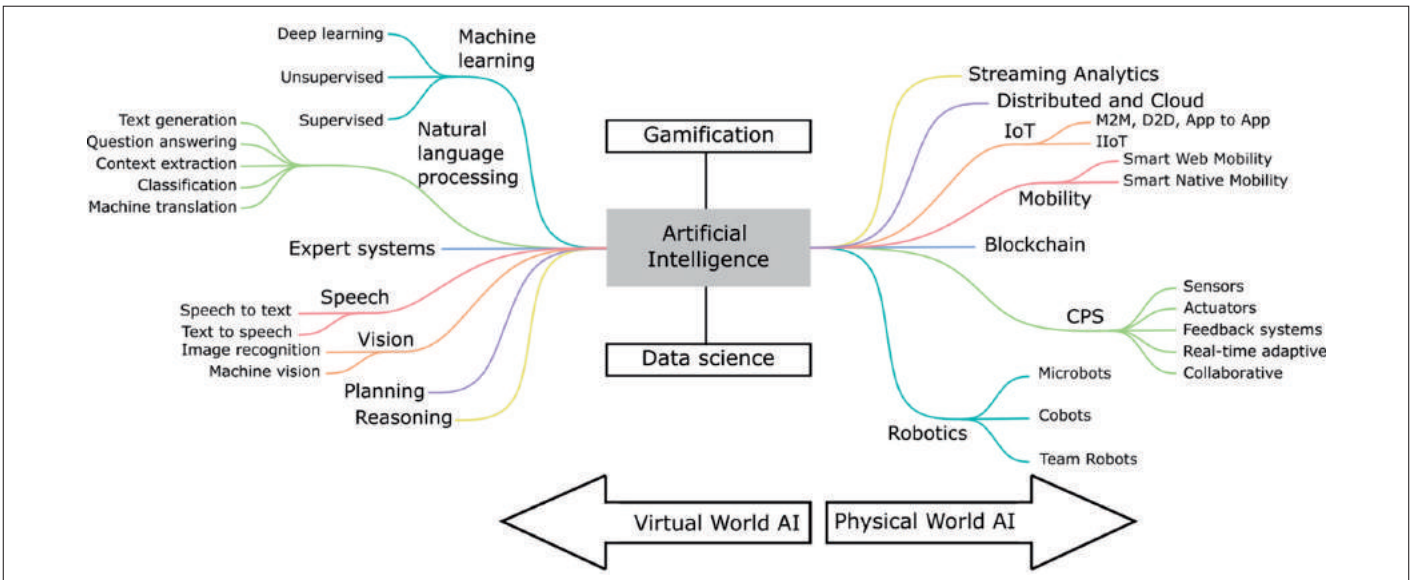 Deep learning
Unsupervised
Supervised
Machine
learning
Text generation
Question answering
Context extraction
Classification
Machine translation
Natural
language
processing
Expert systems
Speech to text
Text to speech
Speech
Image recognition
Machine vision
Vision
Planning
Reasoning
Gamification
Artificial
Intelligence
Data science
Streaming Analytics
Distributed and Cloud
IoT
M2M, D2D, App to App
IIoT
Smart Web Mobility
Smart Native Mobility
Mobility
Blockchain
CPS
Sensors
Actuators
Feedback systems
Real-time adaptive
Collaborative
Microbots
Cobots
Team Robots
Robotics
Virtual World AI
Physical World AI